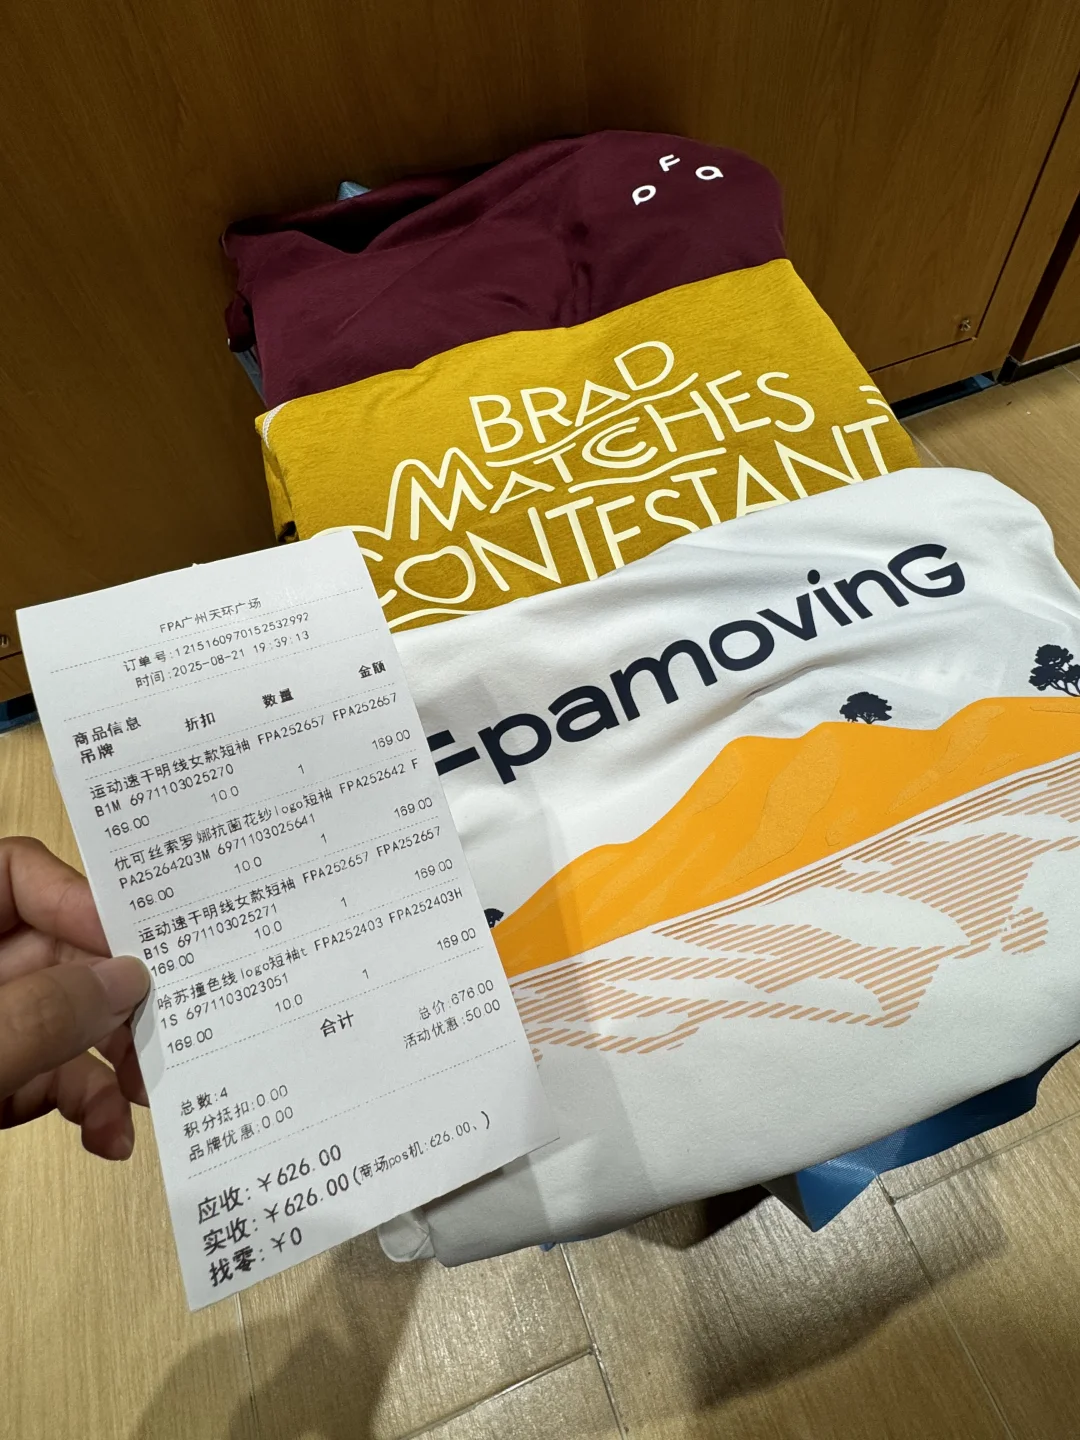 FPa
BRAD
MATCHES
CONTESTANT
Fpamoving
FPA广州天环广场
订单号:1215160970152532992
时间:2025-08-21 19:39:13
商品信息 折扣 数量 金额
吊牌
运动速干明线女款短袖 FPA252657 FPA252657
B1M 6971103025270
169.00 10.0 1 169.00
优可丝索罗娜抗菌花纱logo短袖 FPA252642 F
PA252642Q3M 6971103025641
169.00 10.0 1 169.00
运动速干明线女款短袖 FPA252657 FPA252657
B1S 6971103025271
169.00 10.0 1 169.00
哈苏撞色线logo短袖t FPA252403 FPA252403H
1S 6971103023051
169.00 10.0 1 169.00
合计
总价:676.00
活动优惠:50.00
总数:4
积分抵扣:0.00
品牌优惠:0.00
应收:¥626.00
实收:¥626.00(商场pos机:626.00、)
找零:¥0